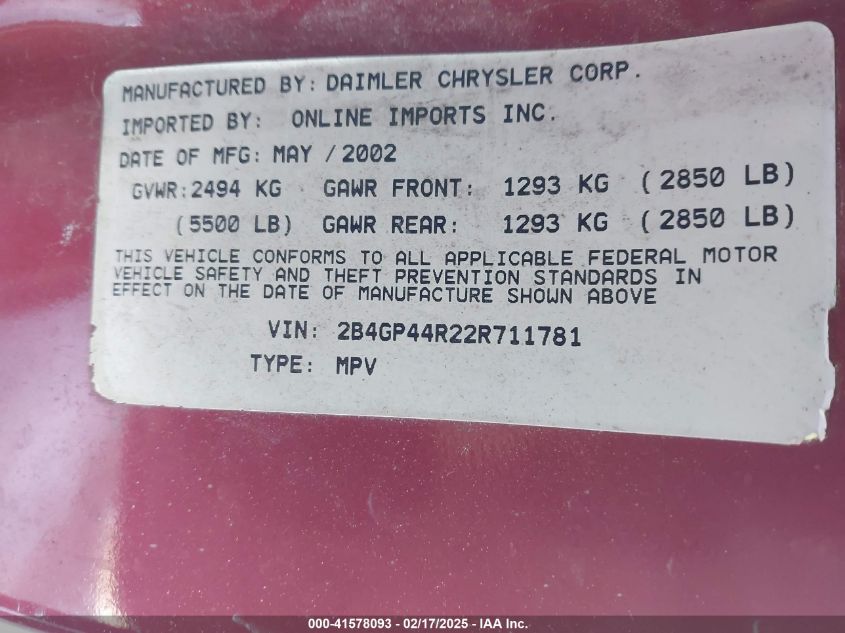 MANUFACTURED BY: DAIMLER CHRYSLER CORP.
IMPORTED BY: ONLINE IMPORTS INC.
DATE OF MFG: MAY / 2002
GVWR: 2494 KG GAWR FRONT: 1293 KG (2850 LB)
(5500 LB) GAWR REAR: 1293 KG (2850 LB)
THIS VEHICLE CONFORMS TO ALL APPLICABLE FEDERAL MOTOR
VEHICLE SAFETY AND THEFT PREVENTION STANDARDS IN
EFFECT ON THE DATE OF MANUFACTURE SHOWN ABOVE
VIN: 2B4GP44R22R711781
TYPE: MPV
000-41578093 - 02/17/2025 - IAA Inc.